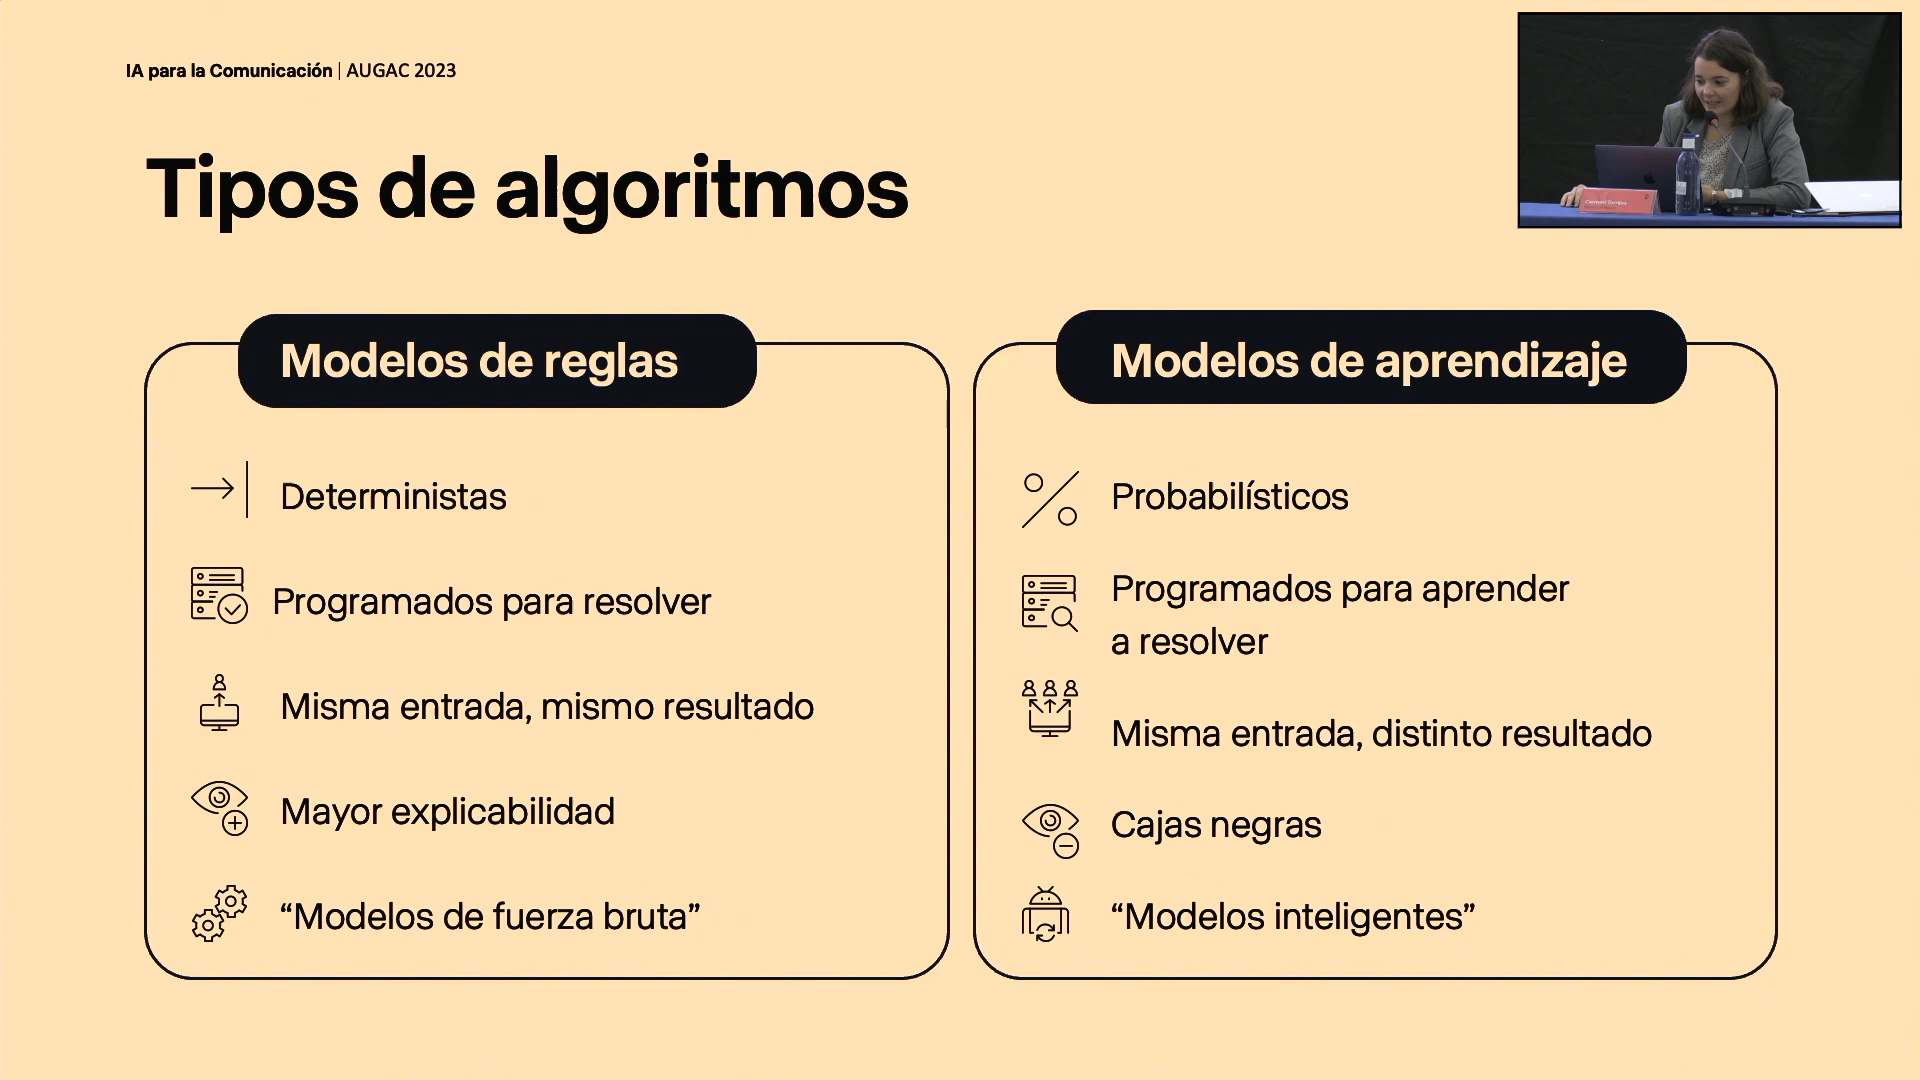 IA para la Comunicación | AUGAC 2023
Tipos de algoritmos
Modelos de reglas
Deterministas
Programados para resolver
Misma entrada, mismo resultado
Mayor explicabilidad
“Modelos de fuerza bruta”
Modelos de aprendizaje
Probabilísticos
Programados para aprender
a resolver
Misma entrada, distinto resultado
Cajas negras
“Modelos inteligentes”
Carmen